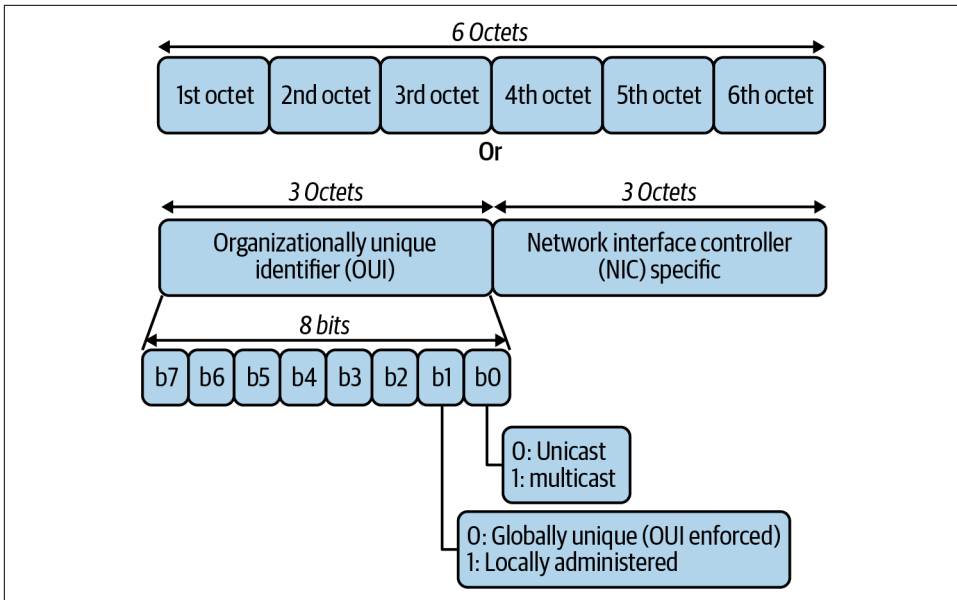 6 Octets
1st octet 2nd octet 3rd octet 4th octet 5th octet 6th octet
Or
3 Octets 3 Octets
Organizationally unique
identifier (OUI)
Network interface controller
(NIC) specific
8 bits
b7 b6 b5 b4 b3 b2 b1 b0
0: Unicast
1: multicast
0: Globally unique (OUI enforced)
1: Locally administered